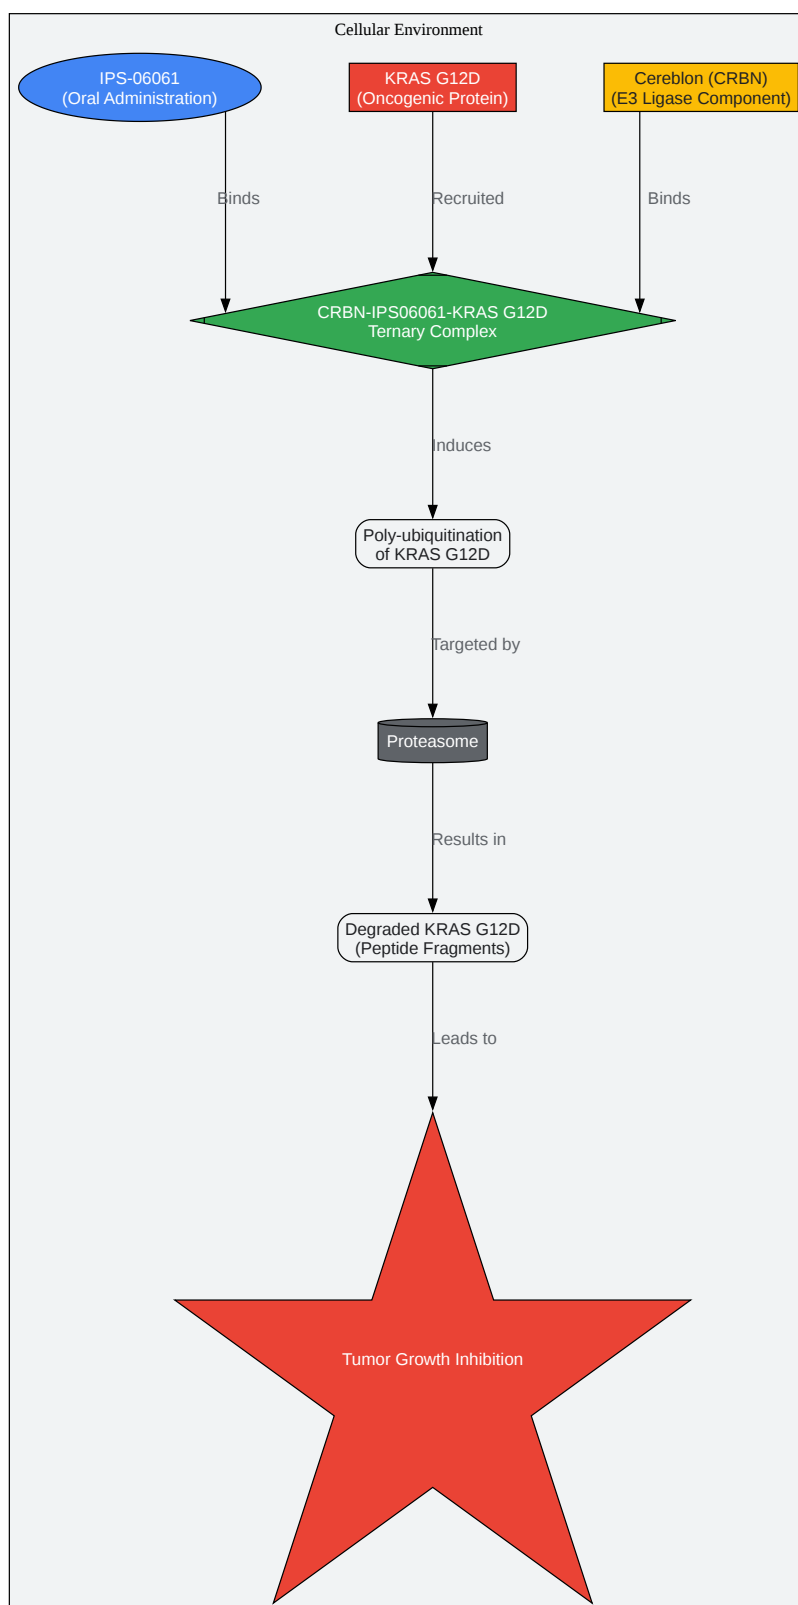 Cellular Environment
IPS-06061
(Oral Administration)
KRAS G12D
(Oncogenic Protein)
Cereblon (CRBN)
(E3 Ligase Component)
Binds
Recruited
Binds
CRBN-IPS06061-KRAS G12D
Ternary Complex
Induces
Poly-ubiquitination
of KRAS G12D
Targeted by
Proteasome
Results in
Degraded KRAS G12D
(Peptide Fragments)
Leads to
Tumor Growth Inhibition